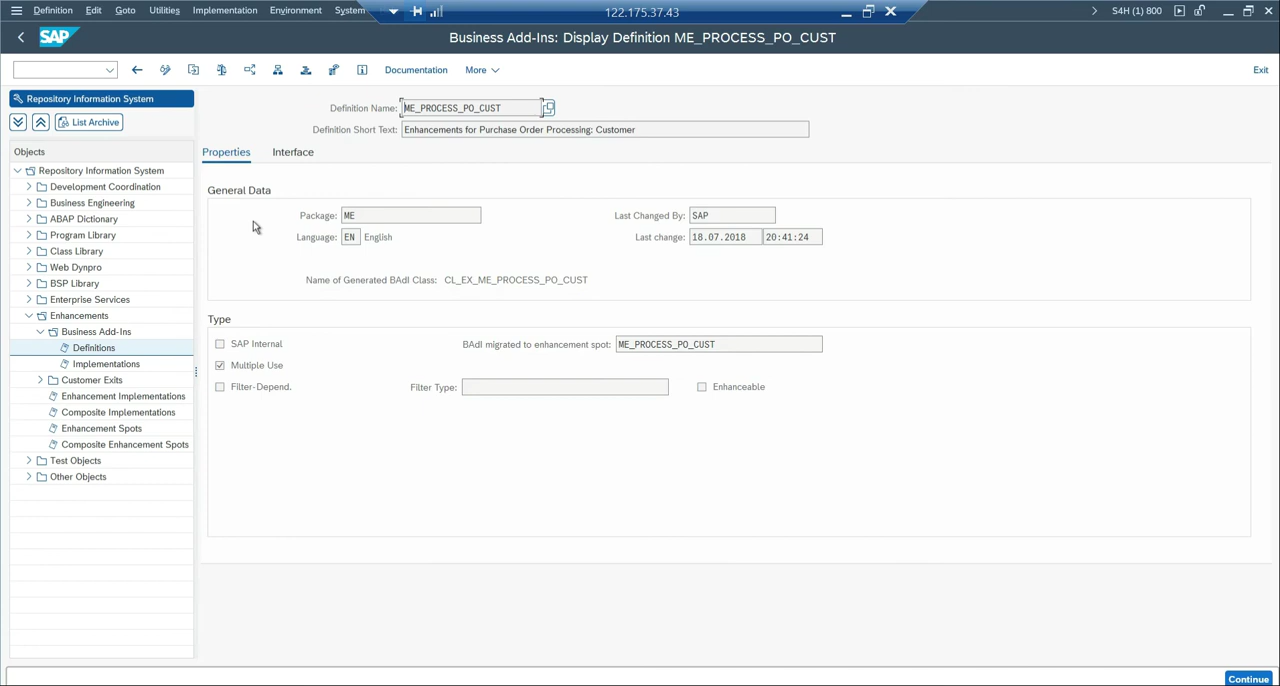 Definition Edit Goto Utilities Implementation Environment System 122.175.37.43 S4H (1) 800
SAP Business Add-Ins: Display Definition ME_PROCESS_PO_CUST
Documentation More Exit
Repository Information System
List Archive
Objects
Repository Information System
Development Coordination
Business Engineering
ABAP Dictionary
Program Library
Class Library
Web Dynpro
BSP Library
Enterprise Services
Enhancements
Business Add-Ins
Definitions
Implementations
Customer Exits
Enhancement Implementations
Composite Implementations
Enhancement Spots
Composite Enhancement Spots
Test Objects
Other Objects
Definition Name: ME_PROCESS_PO_CUST
Definition Short Text: Enhancements for Purchase Order Processing: Customer
Properties Interface
General Data
Package: ME Last Changed By: SAP
Language: EN English Last change: 18.07.2018 20:41:24
Name of Generated BAdI Class: CL_EX_ME_PROCESS_PO_CUST
Type
SAP Internal BAdI migrated to enhancement spot: ME_PROCESS_PO_CUST
Multiple Use
Filter-Depend. Filter Type: Enhanceable
Continue